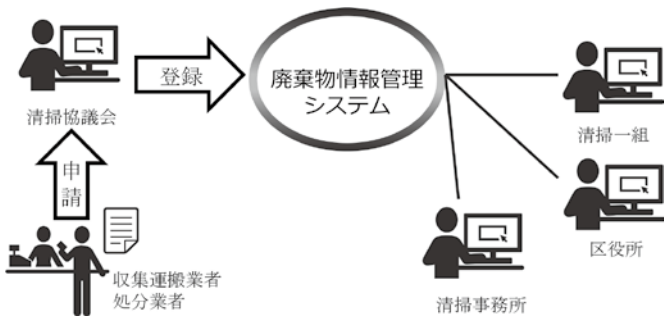 清掃協議会
登録
廃棄物情報管理
システム
清掃一組
区役所
清掃事務所
申
請
収集運搬業者
処分業者